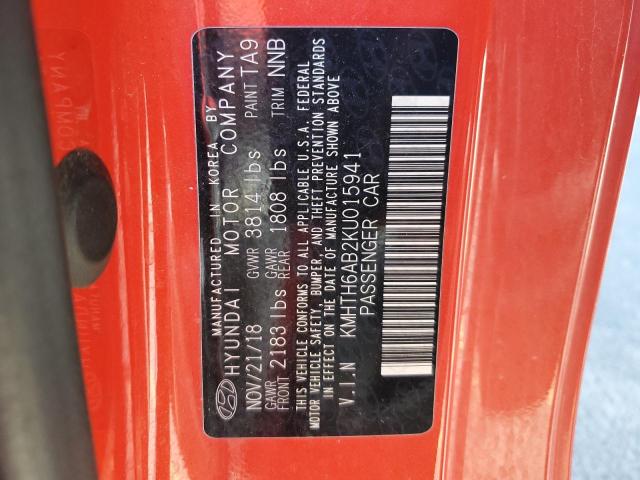 MANUFACTURED IN KOREA BY
HYUNDAI MOTOR COMPANY
NOV/21/18 GVWR 3814 lbs PAINT TA9
GAWR FRONT 2183 lbs GAWR REAR 1808 lbs TRIM NNB
THIS VEHICLE CONFORMS TO ALL APPLICABLE U.S.A. FEDERAL
MOTOR VEHICLE SAFETY, BUMPER, AND THEFT PREVENTION STANDARDS
IN EFFECT ON THE DATE OF MANUFACTURE SHOWN ABOVE
V.I.N KMHTH6AB2KU015941
PASSENGER CAR
COMPANY